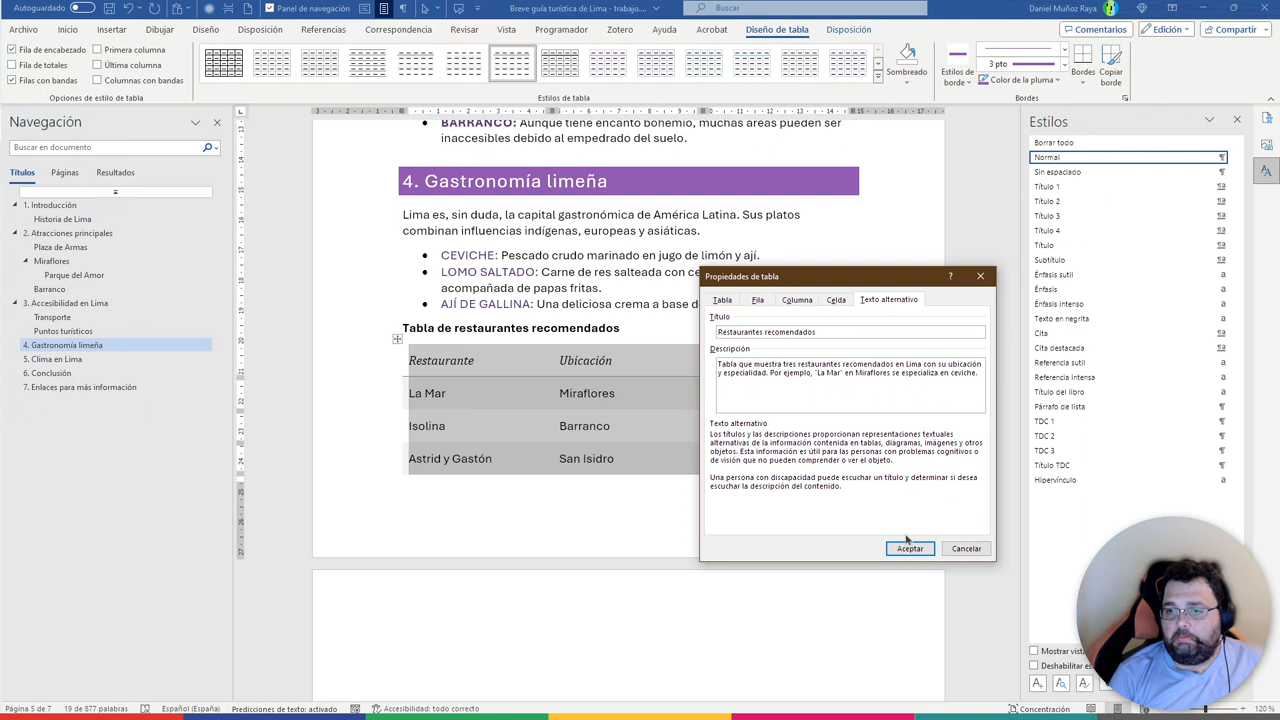 Autoguardado
Panel de navegación
Breve guía turística de Lima - trabajo...
Buscar
Daniel Muñoz Raya
Archivo Inicio Insertar Dibujar Diseño Disposición Referencias Correspondencia Revisar Vista Programador Zotero Ayuda Acrobat Diseño de tabla Disposición
Comentarios Edición Compartir
Fila de encabezado Primera columna
Fila de totales Última columna
Filas con bandas Columnas con bandas
Opciones de estilo de tabla
Estilos de tabla
Sombreado
Estilos de borde
3 pto
Color de la pluma
Bordes
Copiar borde
Bordes
Navegación
Buscar en documento
Títulos Páginas Resultados
1. Introducción
Historia de Lima
2. Atracciones principales
Plaza de Armas
Miraflores
Parque del Amor
Barranco
3. Accesibilidad en Lima
Transporte
Puntos turísticos
4. Gastronomía limeña
5. Clima en Lima
Conclusión
7. Enlaces para más información
BARRANCO: Aunque tiene encanto bohemio, muchas áreas pueden ser
inaccesibles debido al empedrado del suelo.
4. Gastronomía limeña
Lima es, sin duda, la capital gastronómica de América Latina. Sus platos
combinan influencias indígenas, europeas y asiáticas.
CEVICHE: Pescado crudo marinado en jugo de limón y ají.
LOMO SALTADO: Carne de res salteada con ce
acompañada de papas fritas.
AJÍ DE GALLINA: Una deliciosa crema a base d
Tabla de restaurantes recomendados
Restaurante Ubicación
La Mar Miraflores
Isolina Barranco
Astrid y Gastón San Isidro
Propiedades de tabla
Tabla Fila Columna Celda Texto alternativo
Título
Restaurantes recomendados
Descripción
Tabla que muestra tres restaurantes recomendados en Lima con su ubicación
y especialidad. Por ejemplo, 'La Mar' en Miraflores se especializa en ceviche.
Texto alternativo
Los títulos y las descripciones proporcionan representaciones textuales
alternativas de la información contenida en tablas, diagramas, imágenes y otros
objetos. Esta información es útil para las personas con problemas cognitivos o
de visión que no pueden comprender o ver el objeto.
Una persona con discapacidad puede escuchar un título y determinar si desea
escuchar la descripción del contenido.
Aceptar Cancelar
Estilos
Borrar todo
Normal
Sin espaciado
Título 1
Título 2
Título 3
Título 4
Título
Subtítulo
Énfasis sutil
Énfasis
Énfasis intenso
Texto en negrita
Cita
Cita destacada
Referencia sutil
Referencia intensa
Título del libro
Párrafo de lista
TDC 1
TDC 2
TDC 3
Título TDC
Hipervínculo
Mostrar vista
Deshabilitar es
Página 5 de 7 19 de 877 palabras Español (España) Predicciones de texto: activado Accesibilidad: todo correcto
Concentración
120 %